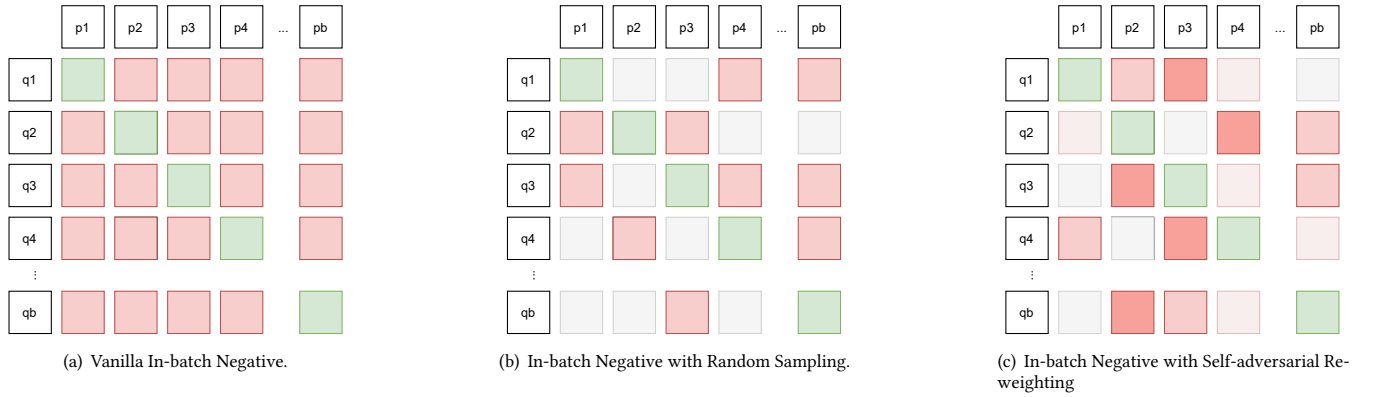 p1 p2 p3 p4 ... pb
q1
q2
q3
q4
⋮
qb
(a) Vanilla In-batch Negative.
p1 p2 p3 p4 ... pb
q1
q2
q3
q4
⋮
qb
(b) In-batch Negative with Random Sampling.
p1 p2 p3 p4 ... pb
q1
q2
q3
q4
⋮
qb
(c) In-batch Negative with Self-adversarial Re-
weighting